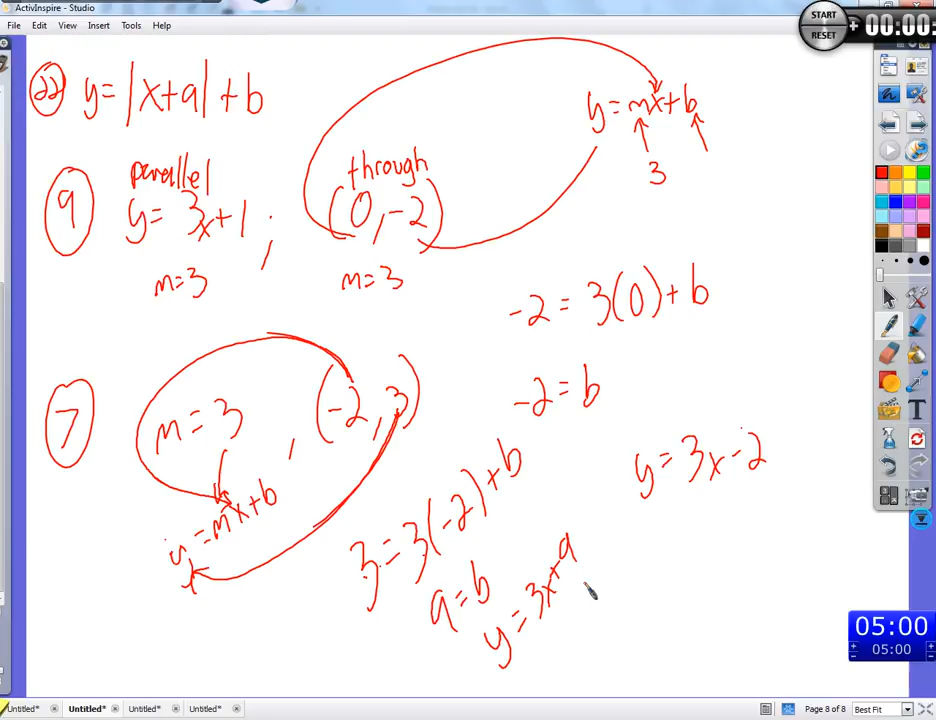 ActivInspire - Studio
File Edit View Insert Tools Help
START
RESET
00:00:
22 y=|x+a|+b
y=mx+b
3
9
parallel
y=3x+1 ;
through
(0,-2)
m=3
m=3
-2=3(0)+b
-2=b
y=3x-2
7
m=3 , (-2,3)
y=mx+b
3=3(-2)+b
9=b
y=3x+9
T
05:00
05:00
Untitled* Untitled* Untitled* Untitled*
Page 8 of 8 Best Fit